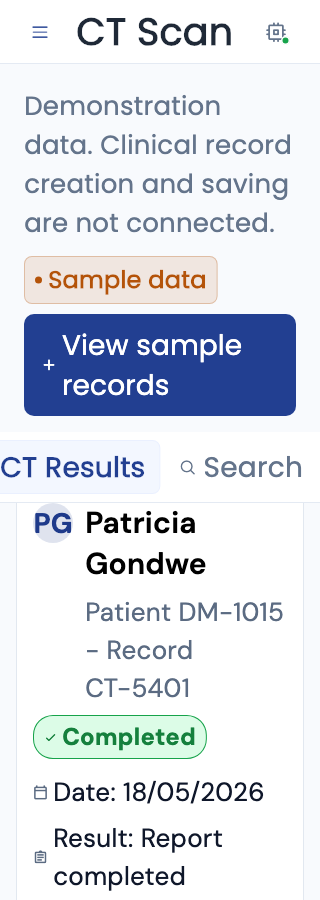 CT Scan
Demonstration
data. Clinical record
creation and saving
are not connected.
• Sample data
+ View sample
records
CT Results
Search
PG
Patricia
Gondwe
Patient DM-1015
- Record
CT-5401
Completed
Date: 18/05/2026
Result: Report
completed